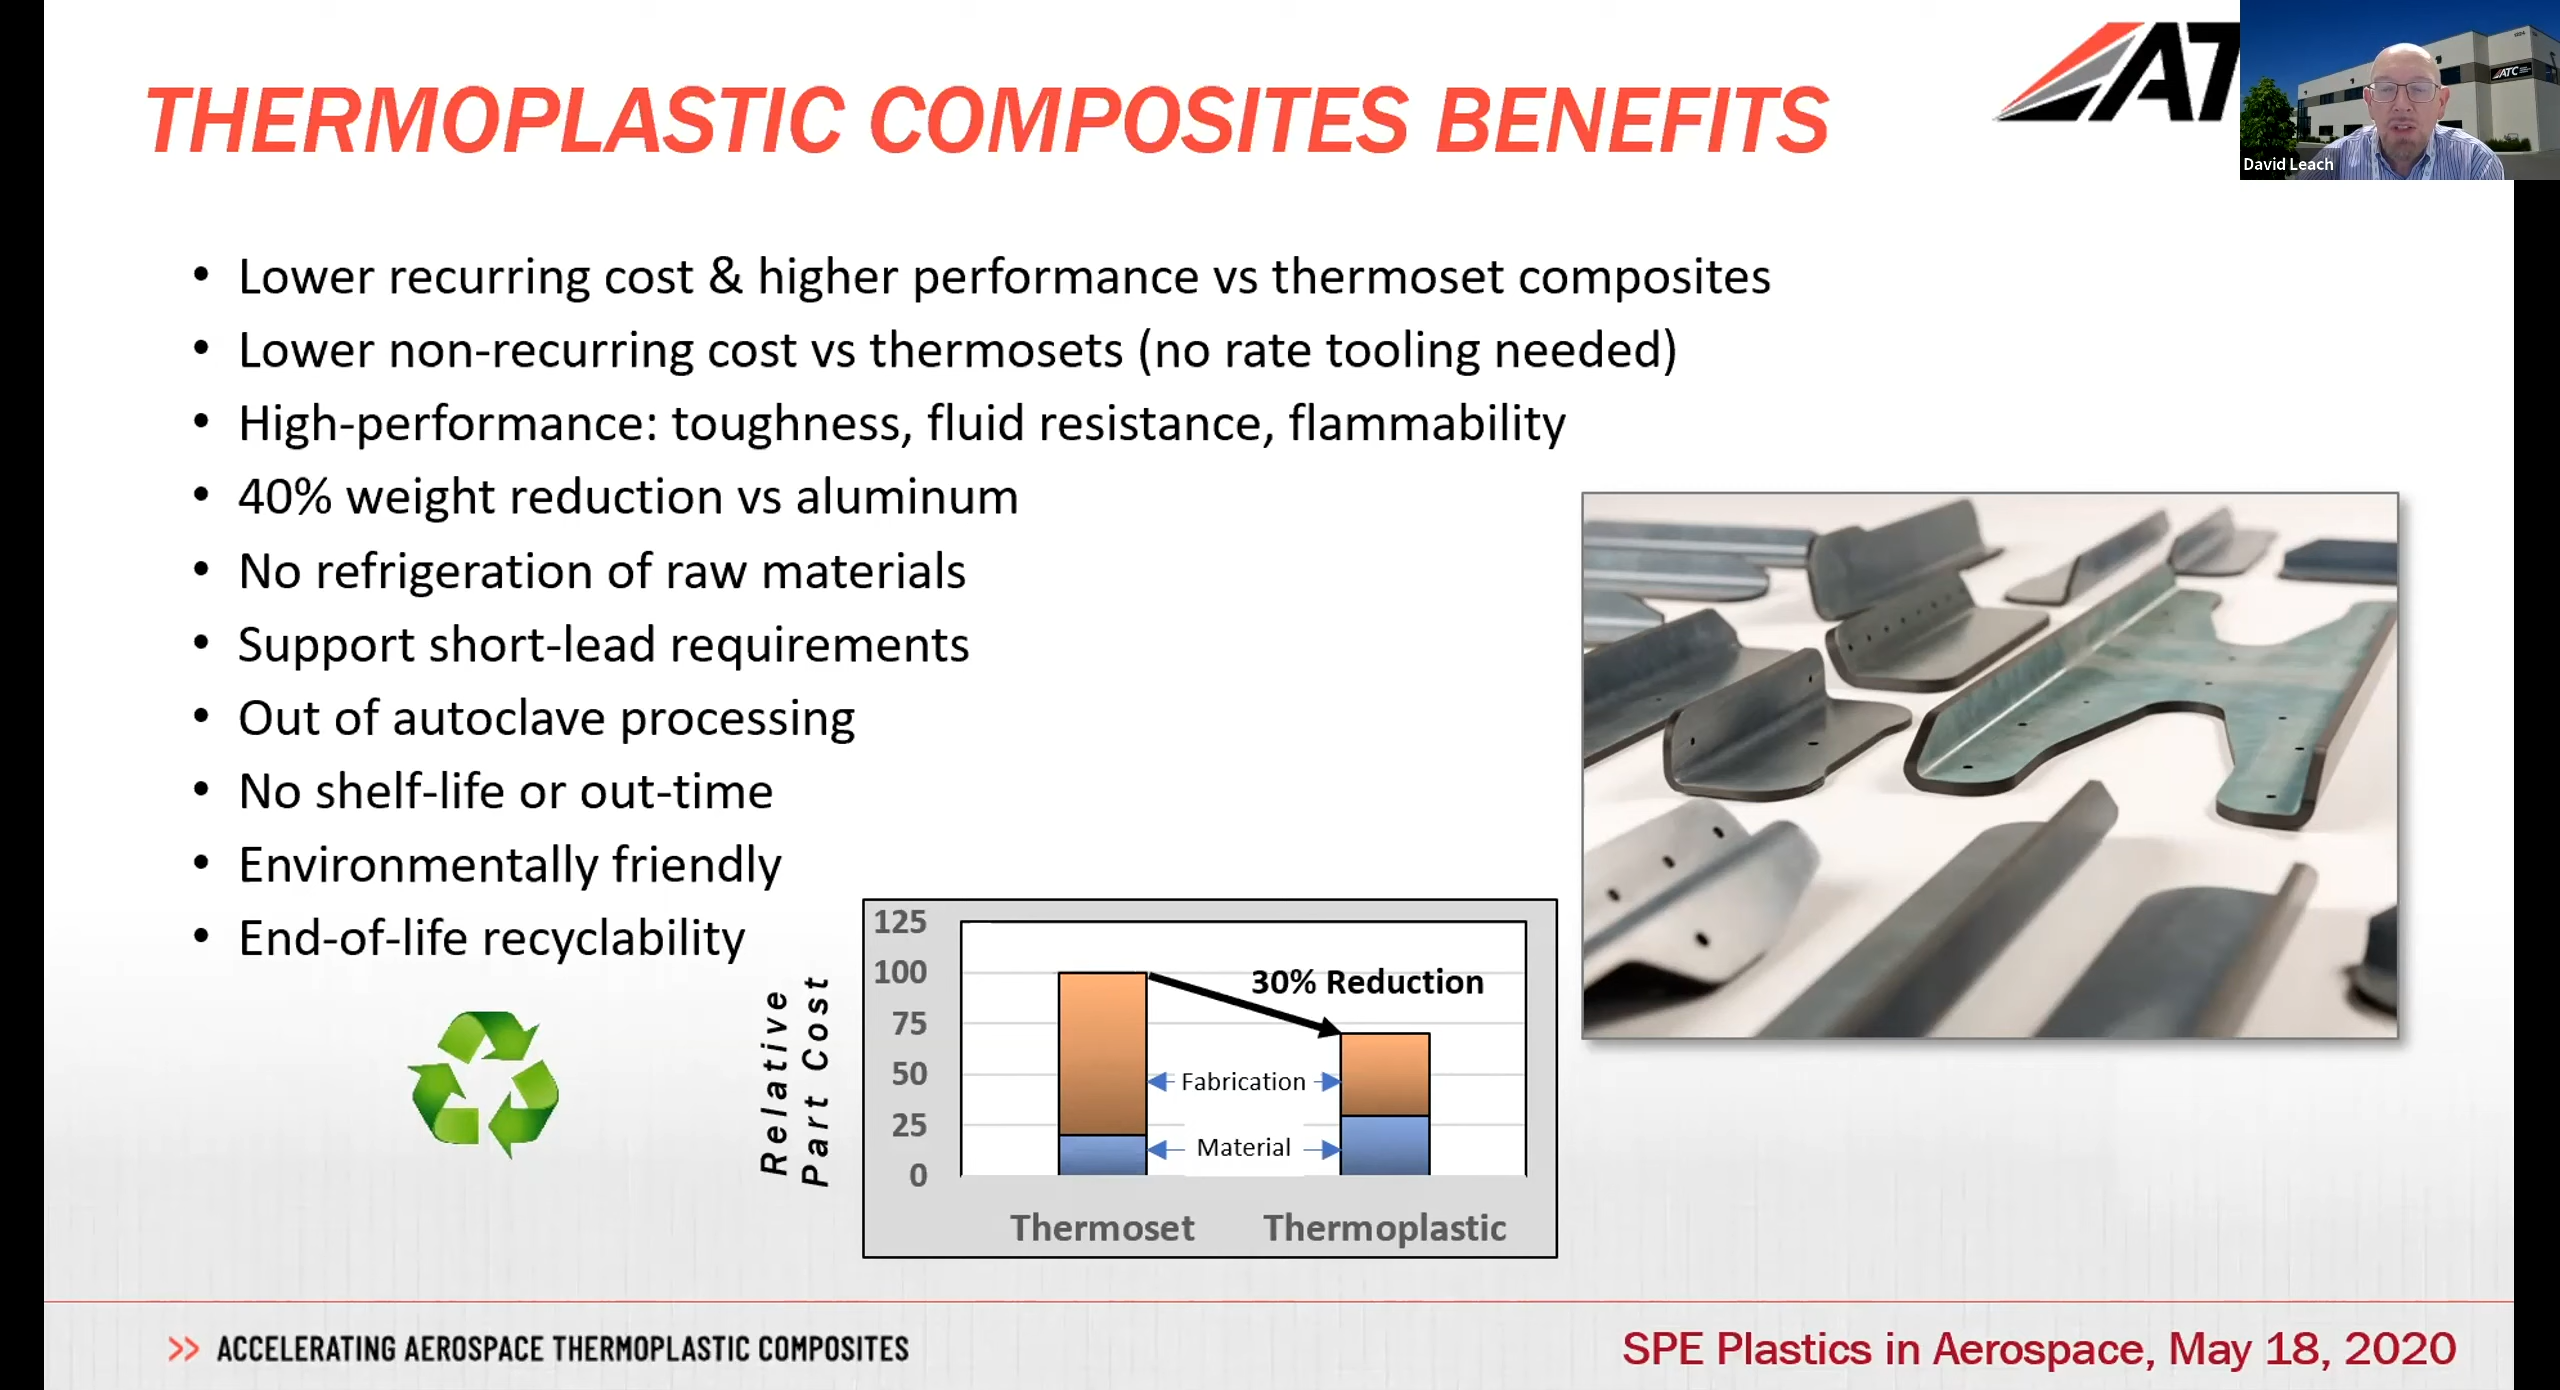 THERMOPLASTIC COMPOSITES BENEFITS
AT
ATC
David Leach
• Lower recurring cost & higher performance vs thermoset composites
• Lower non-recurring cost vs thermosets (no rate tooling needed)
• High-performance: toughness, fluid resistance, flammability
• 40% weight reduction vs aluminum
• No refrigeration of raw materials
• Support short-lead requirements
• Out of autoclave processing
• No shelf-life or out-time
• Environmentally friendly
• End-of-life recyclability
Relative
Part Cost
125
100
75
50
25
0
30% Reduction
Fabrication
Material
Thermoset
Thermoplastic
>> ACCELERATING AEROSPACE THERMOPLASTIC COMPOSITES
SPE Plastics in Aerospace, May 18, 2020